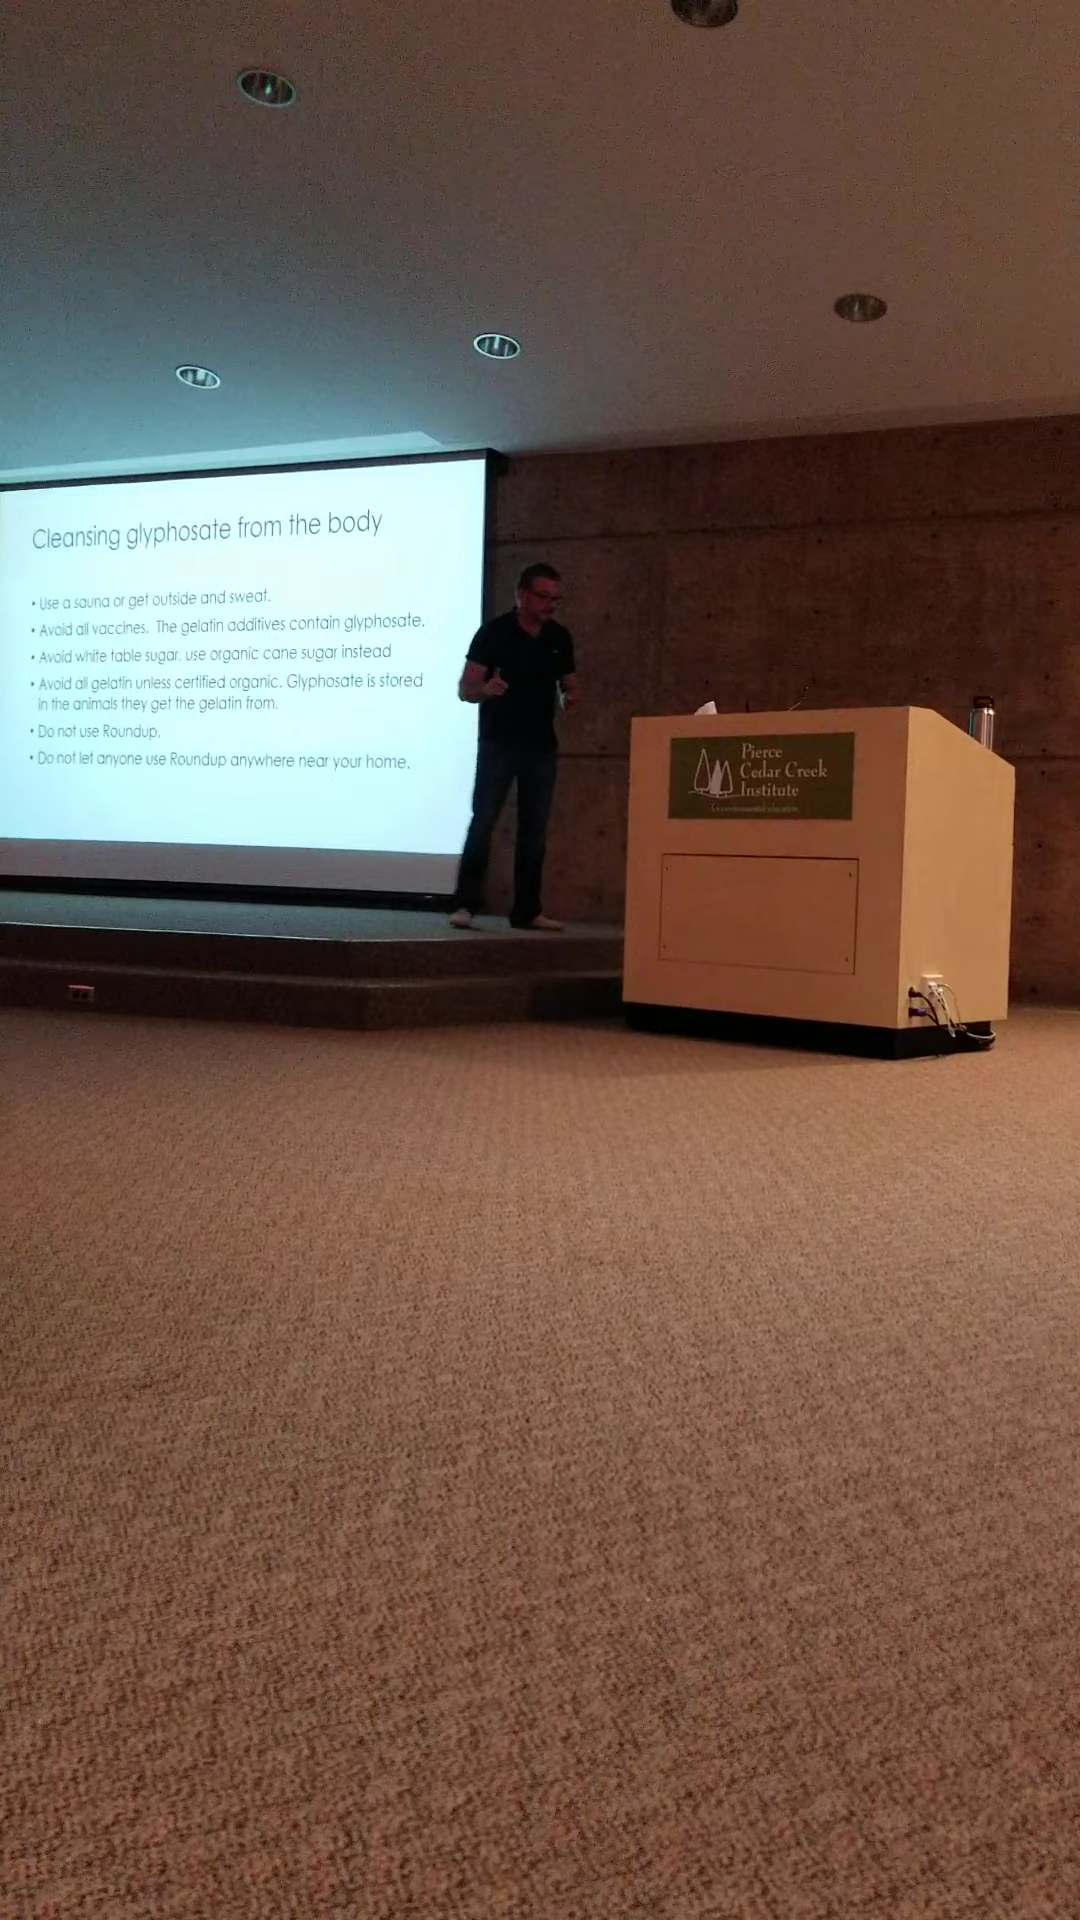 Cleansing glyphosate from the body
• Use a sauna or get outside and sweat.
• Avoid all vaccines. The gelatin additives contain glyphosate.
• Avoid white table sugar, use organic cane sugar instead
• Avoid all gelatin unless certified organic. Glyphosate is stored
in the animals they get the gelatin from.
• Do not use Roundup.
• Do not let anyone use Roundup anywhere near your home.
Pierce
Cedar Creek
Institute
for environmental education